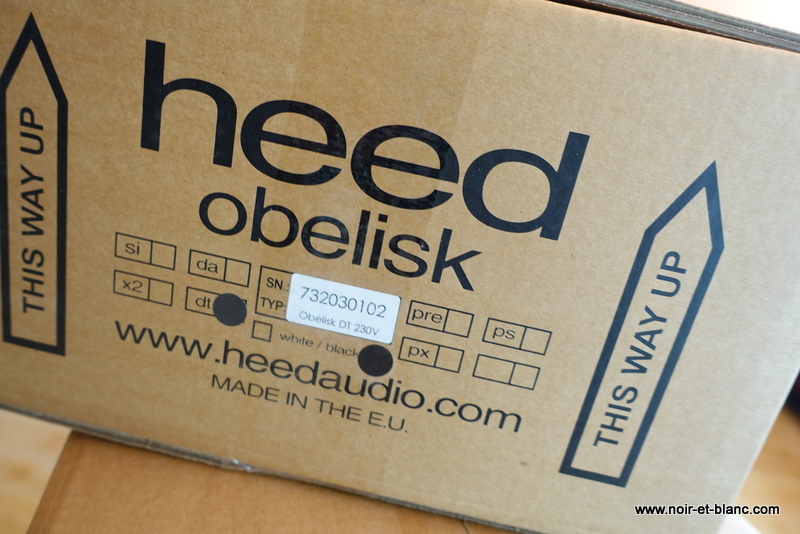 heed
obelisk
THIS WAY UP
THIS WAY UP
si
da
SN.:
732030102
pre
ps
x2
dt
TYP
Obelisk DT 230V
white / black
px
www.heedaudio.com
MADE IN THE E.U.
www.noir-et-blanc.com